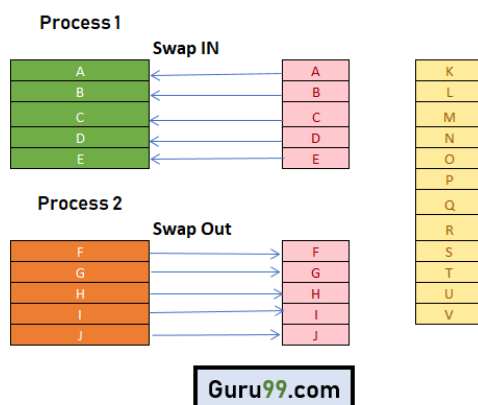 Process 1
Swap IN
A A K
B B L
C C M
D D N
E E O
P
Process 2
Q
Swap Out
R
F F S
G G T
H H U
I I V
J J
Guru99.com